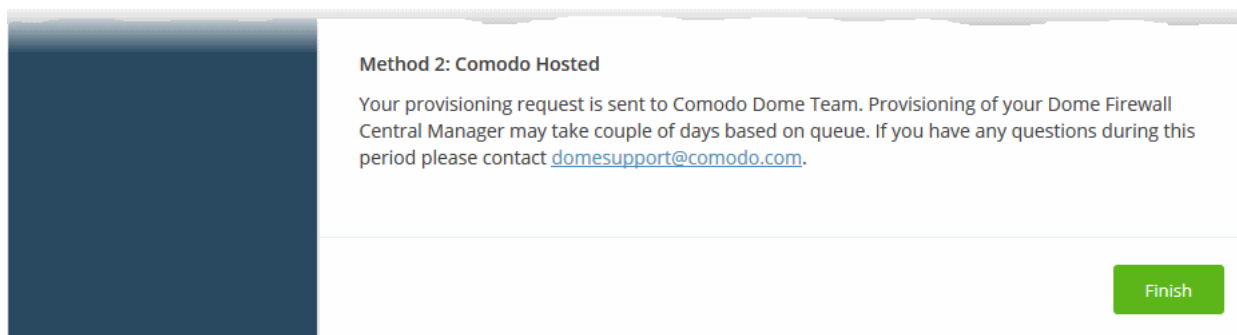 Method 2: Comodo Hosted
Your provisioning request is sent to Comodo Dome Team. Provisioning of your Dome Firewall
Central Manager may take couple of days based on queue. If you have any questions during this
period please contact domesupport@comodo.com.
Finish